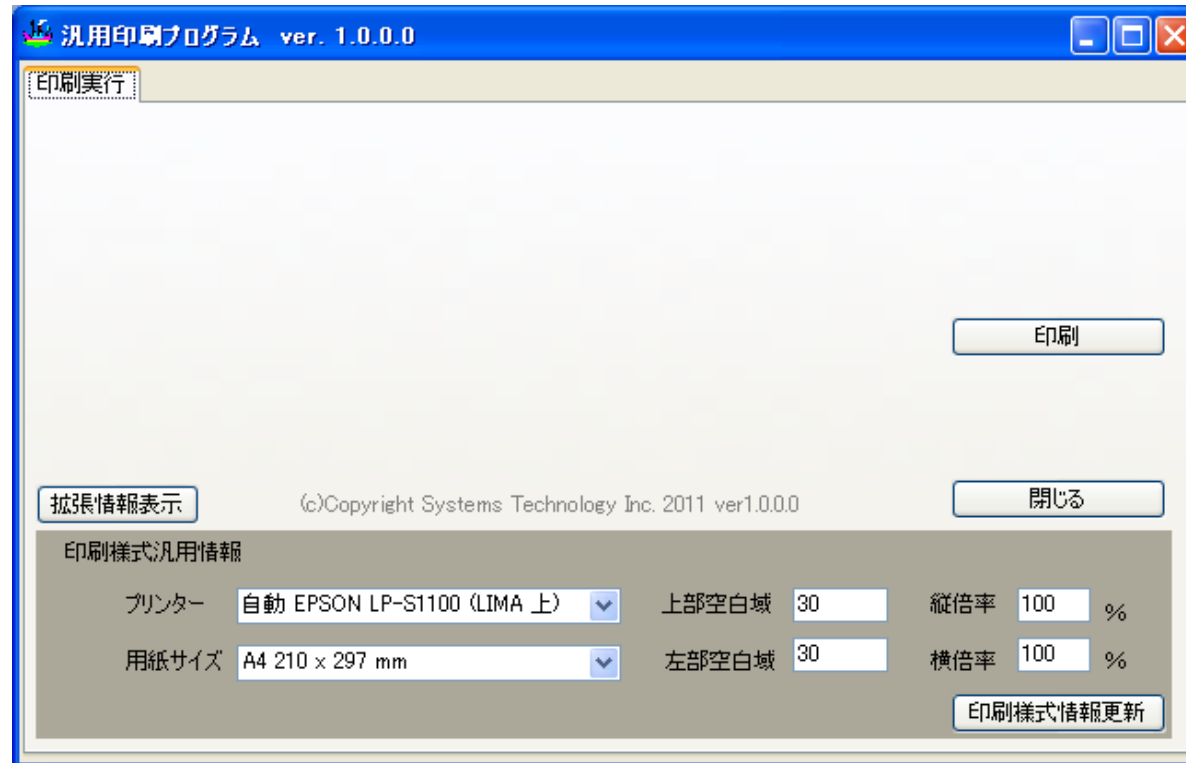 汎用印刷プログラム ver. 1.0.0.0
印刷実行
印刷
拡張情報表示
(c)Copyright Systems Technology Inc. 2011 ver1.0.0.0
閉じる
印刷様式汎用情報
プリンター 自動 EPSON LP-S1100 (LIMA 上) 上部空白域 30 縦倍率 100 %
用紙サイズ A4 210 x 297 mm 左部空白域 30 横倍率 100 %
印刷様式情報更新